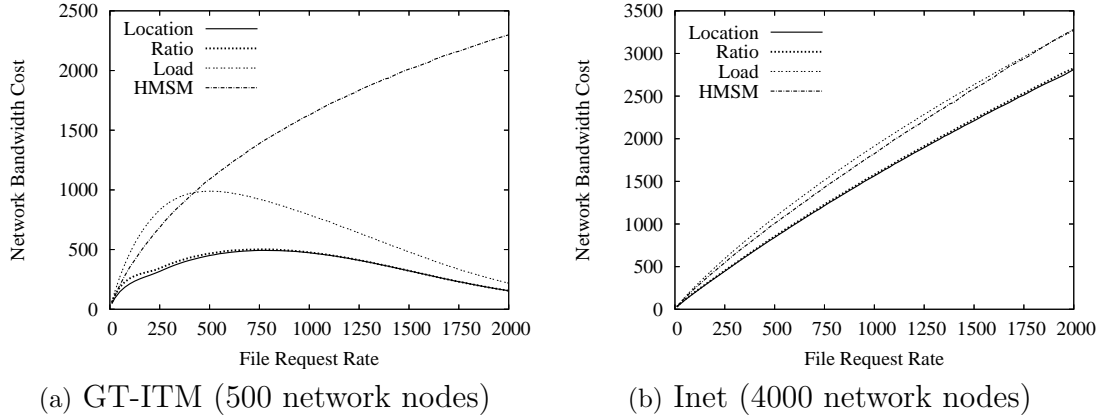 2500
2000
1500
1000
500
0
0 250 500 750 1000 1250 1500 1750 2000
Network Bandwidth Cost
File Request Rate
Location
Ratio
Load
HMSM
(a) GT-ITM (500 network nodes)
3500
3000
2500
2000
1500
1000
500
0
0 250 500 750 1000 1250 1500 1750 2000
Network Bandwidth Cost
File Request Rate
Location
Ratio
Load
HMSM
(b) Inet (4000 network nodes)